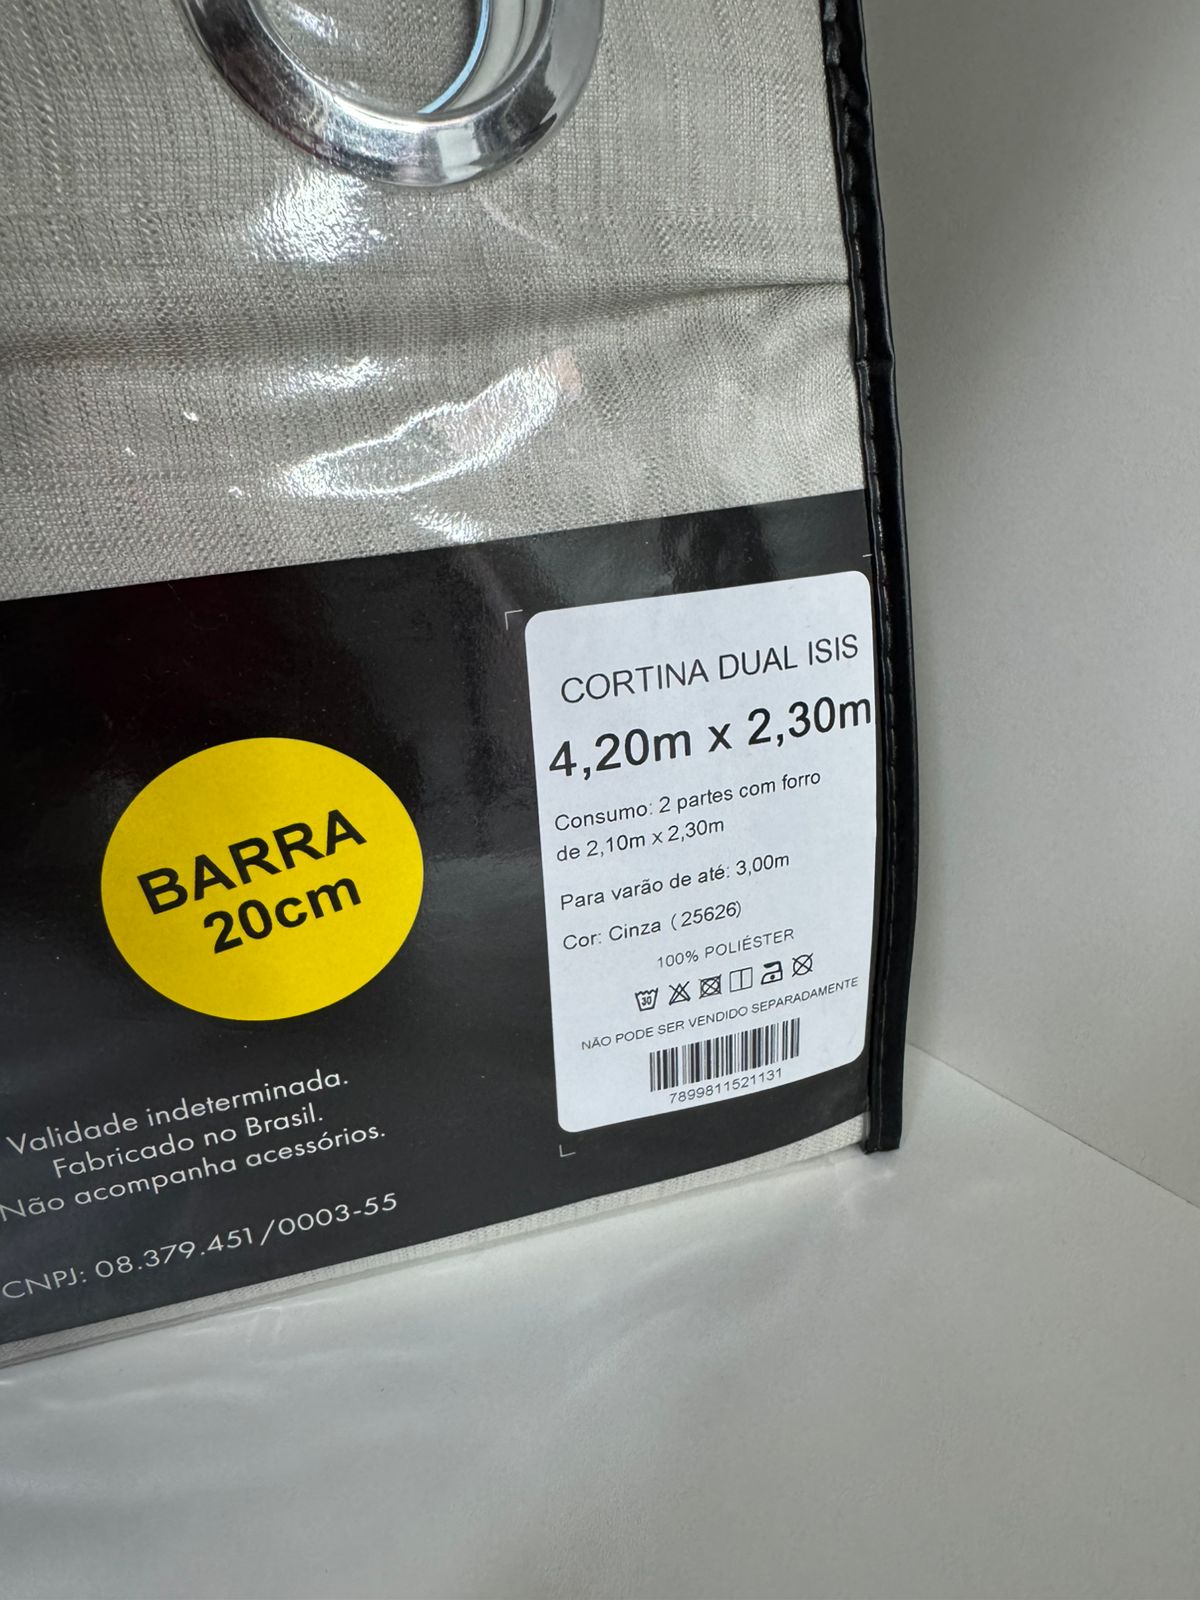 CORTINA DUAL ISIS
4,20m x 2,30m
Consumo: 2 partes com forro
de 2,10m x 2,30m
Para varão de até: 3,00m
Cor: Cinza (25626)
100% POLIÉSTER
30
NÃO PODE SER VENDIDO SEPARADAMENTE
7899811521131
BARRA
20cm
Validade indeterminada.
Fabricado no Brasil.
Não acompanha acessórios.
CNPJ: 08.379.451/0003-55